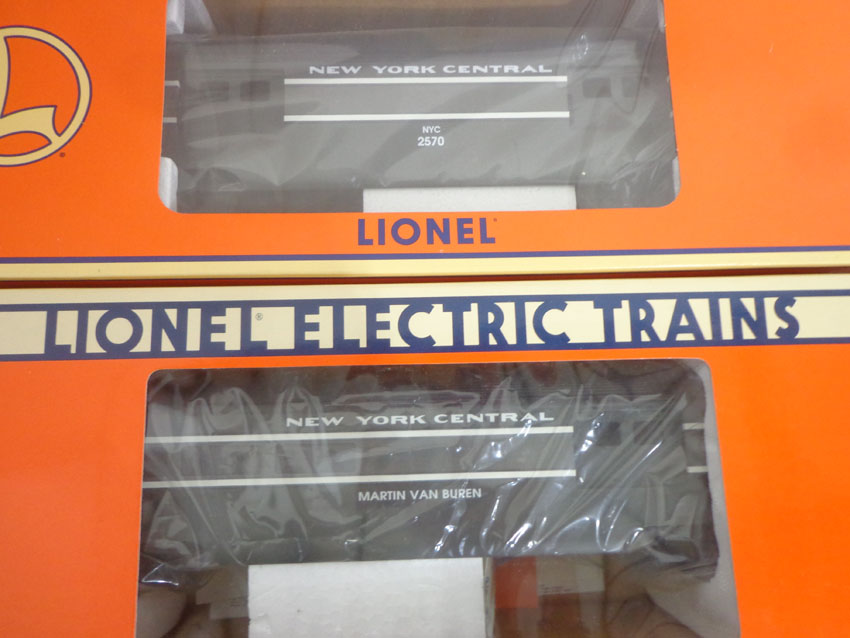 L
NEW YORK CENTRAL
NYC
2570
LIONEL
LIONEL® ELECTRIC TRAINS
NEW YORK CENTRAL
MARTIN VAN BUREN